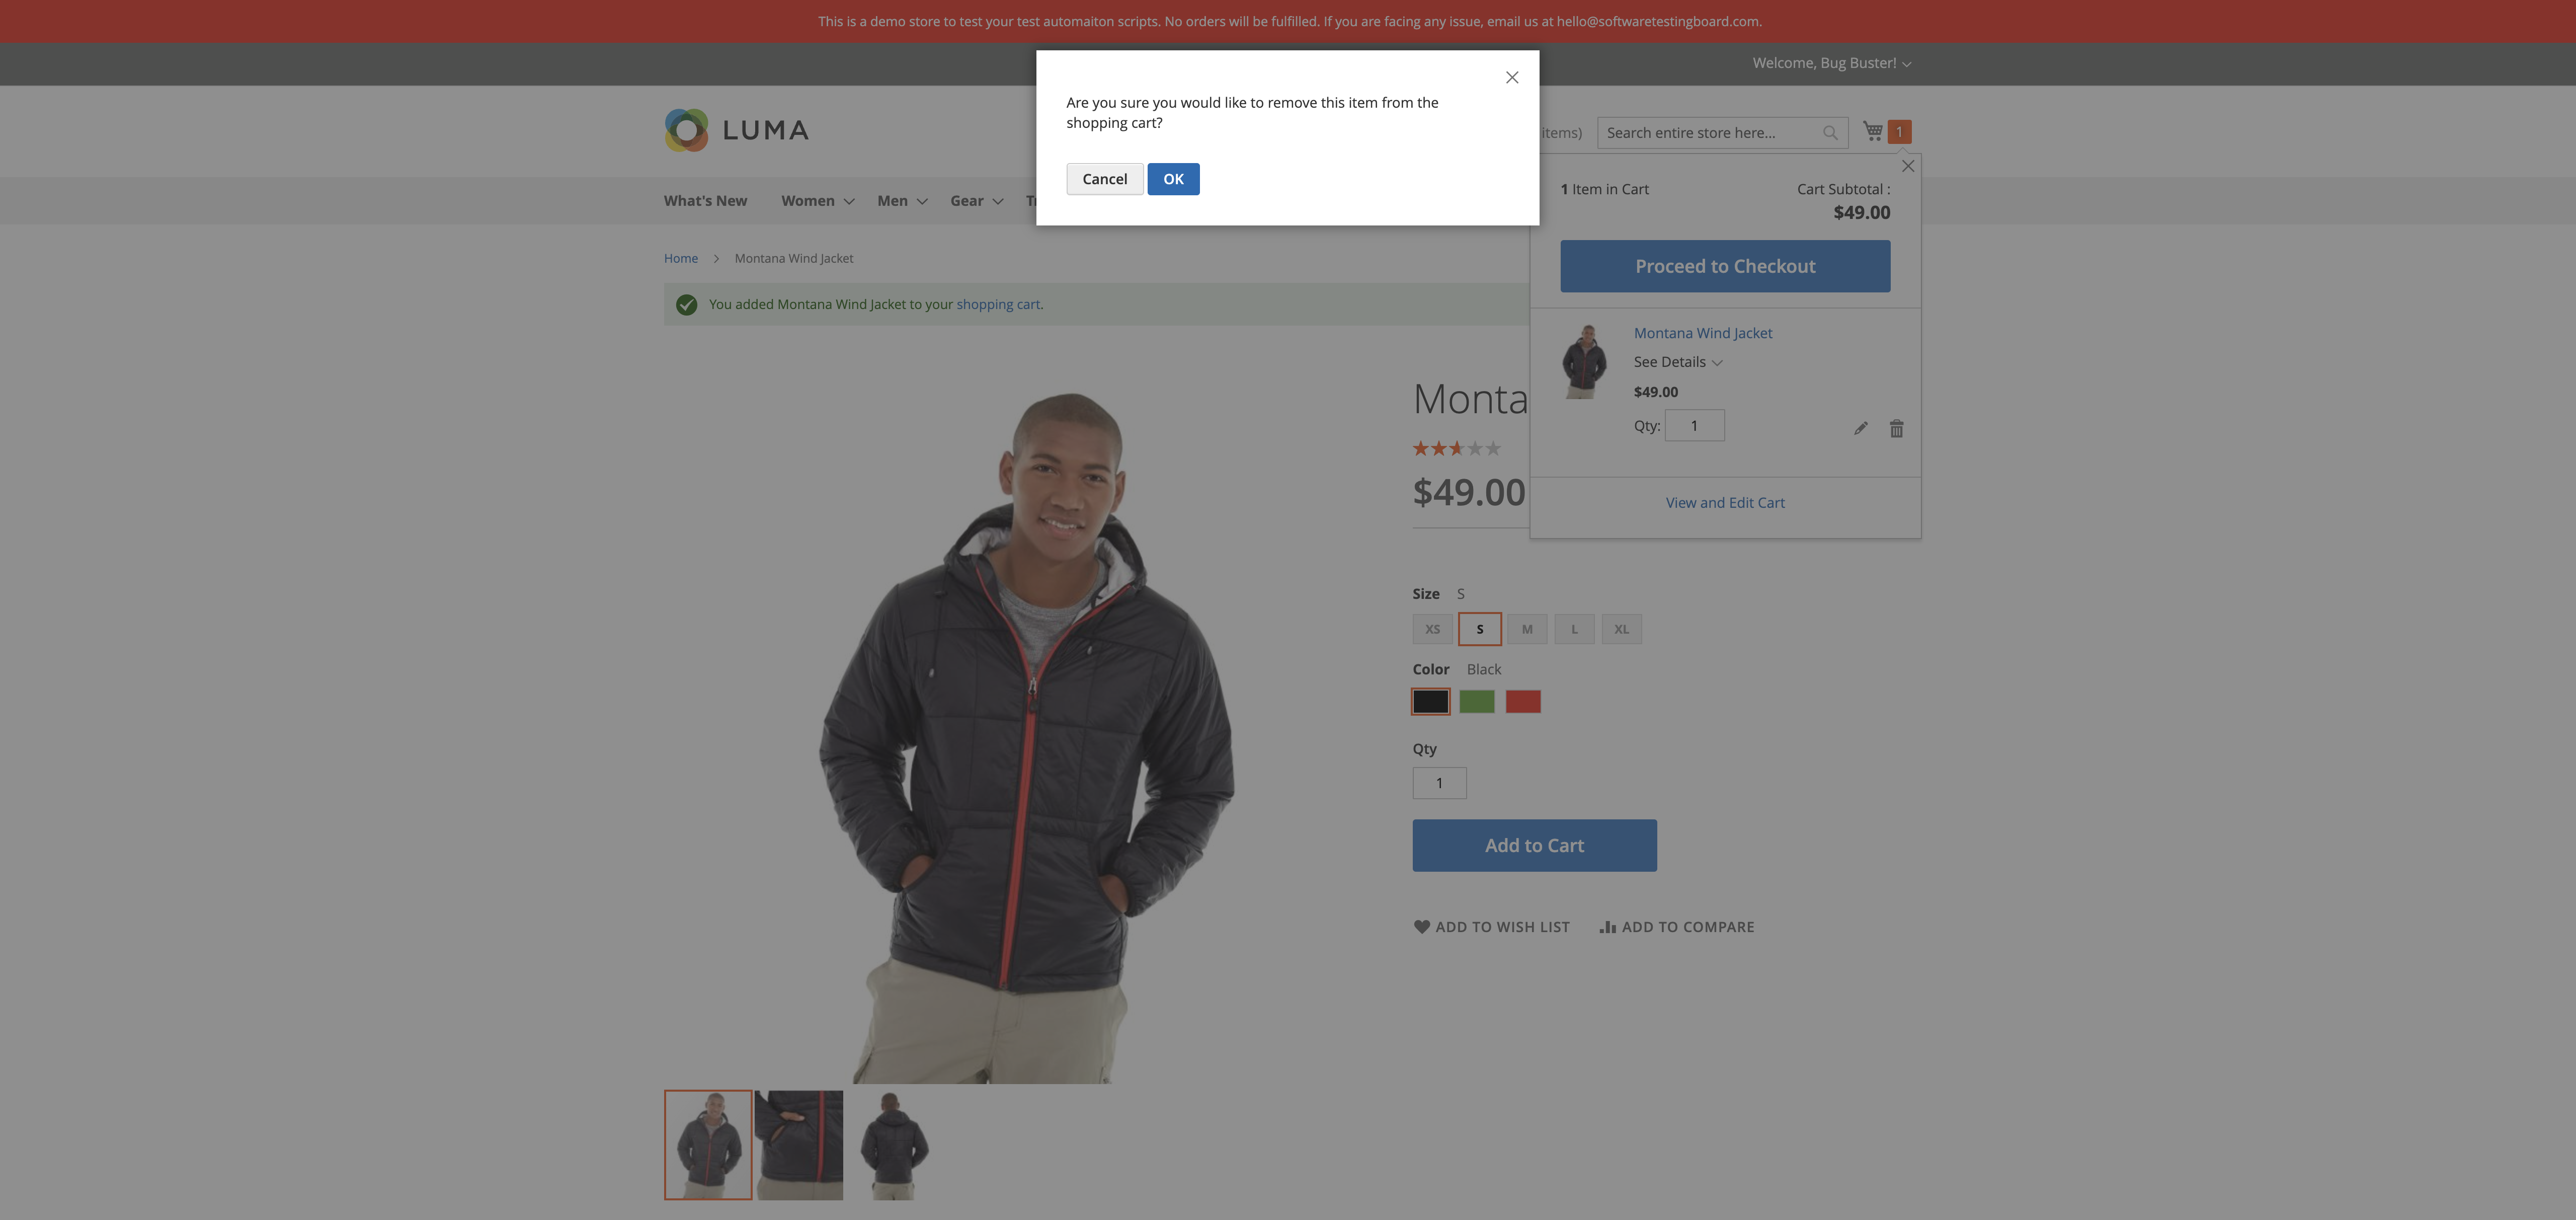 This is a demo store to test your test automaiton scripts. No orders will be fulfilled. If you are facing any issue, email us at hello@softwaretestingboard.com.
Welcome, Bug Buster!
Are you sure you would like to remove this item from the
shopping cart?
Cancel
OK
LUMA
items)
Search entire store here...
1
What's New
Women
Men
Gear
1 Item in Cart
Cart Subtotal :
$49.00
Proceed to Checkout
Home
Montana Wind Jacket
You added Montana Wind Jacket to your shopping cart.
Montana Wind Jacket
See Details
$49.00
Qty:
1
View and Edit Cart
Monta
$49.00
Size S
XS
S
M
L
XL
Color Black
Qty
1
Add to Cart
ADD TO WISH LIST
ADD TO COMPARE